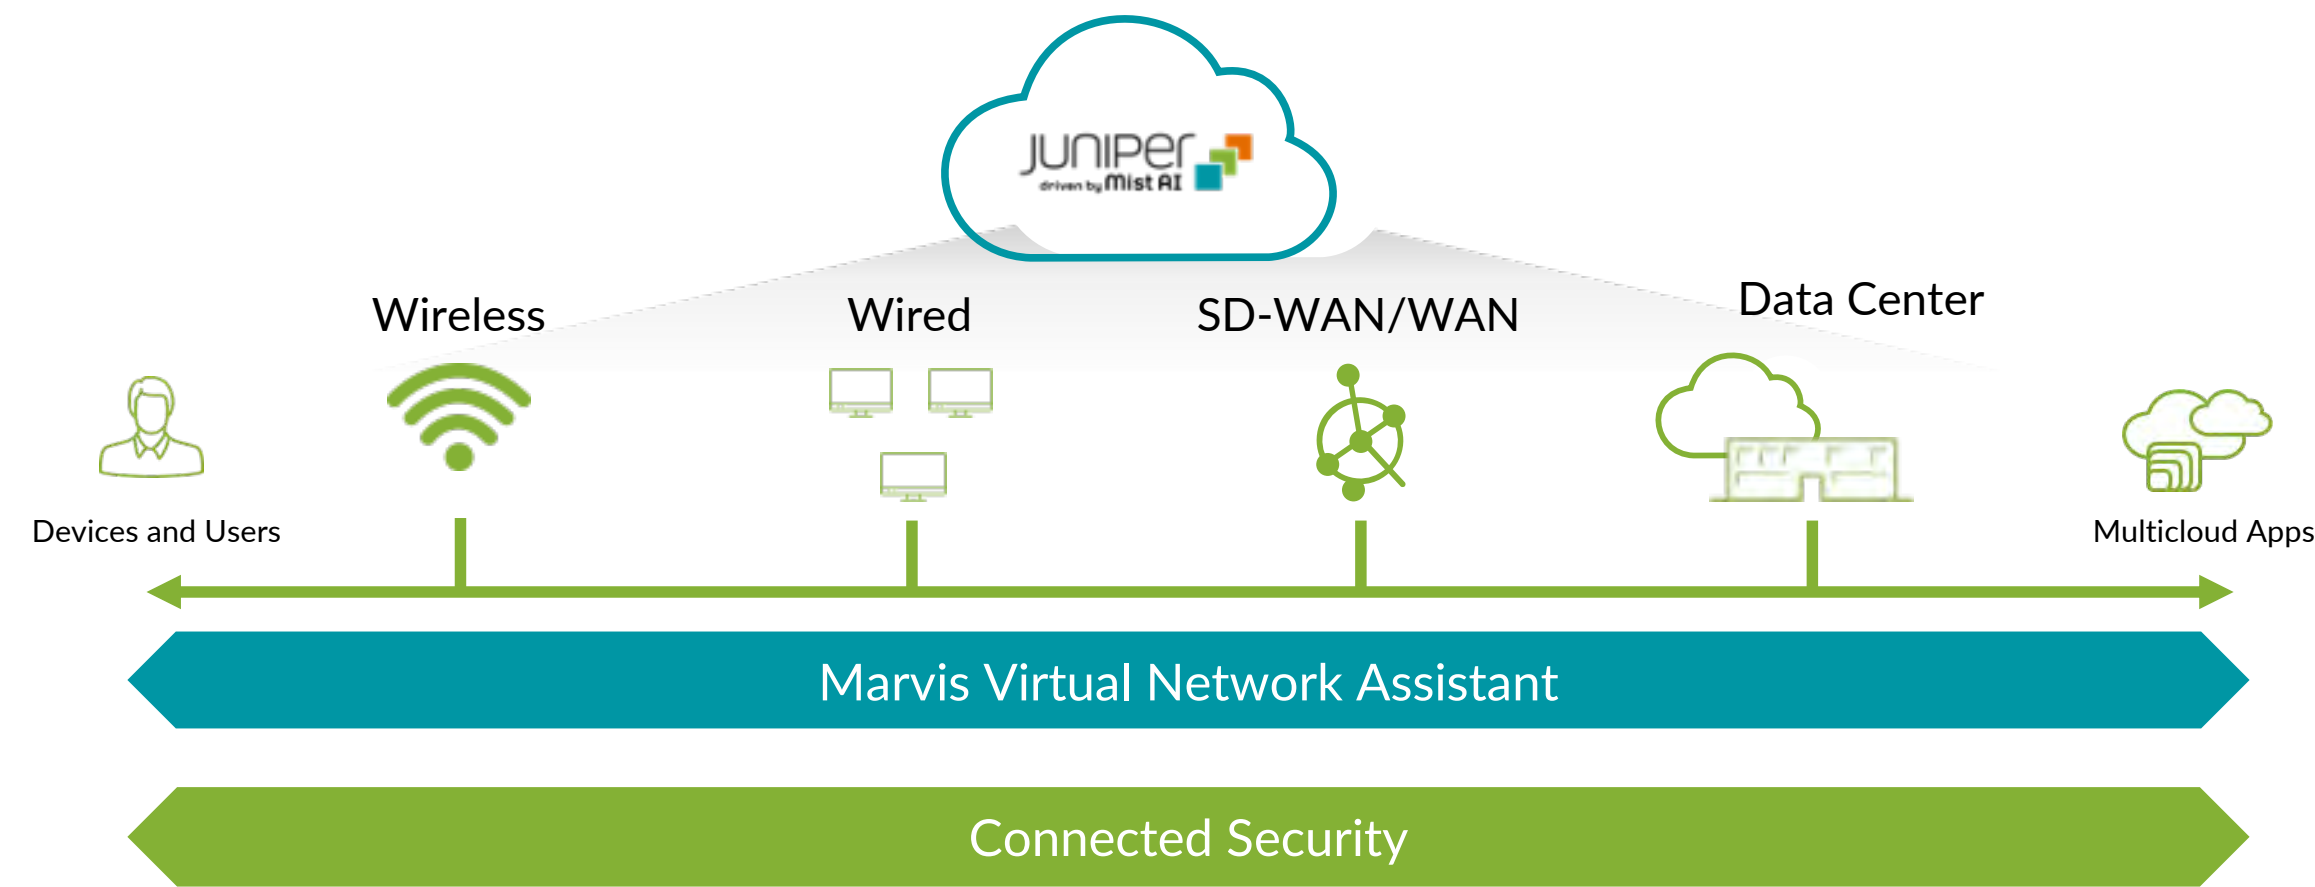 JUNIPER
driven by Mist AI
Wireless
Wired
SD-WAN/WAN
Data Center
Devices and Users
Multicloud Apps
Marvis Virtual Network Assistant
Connected Security